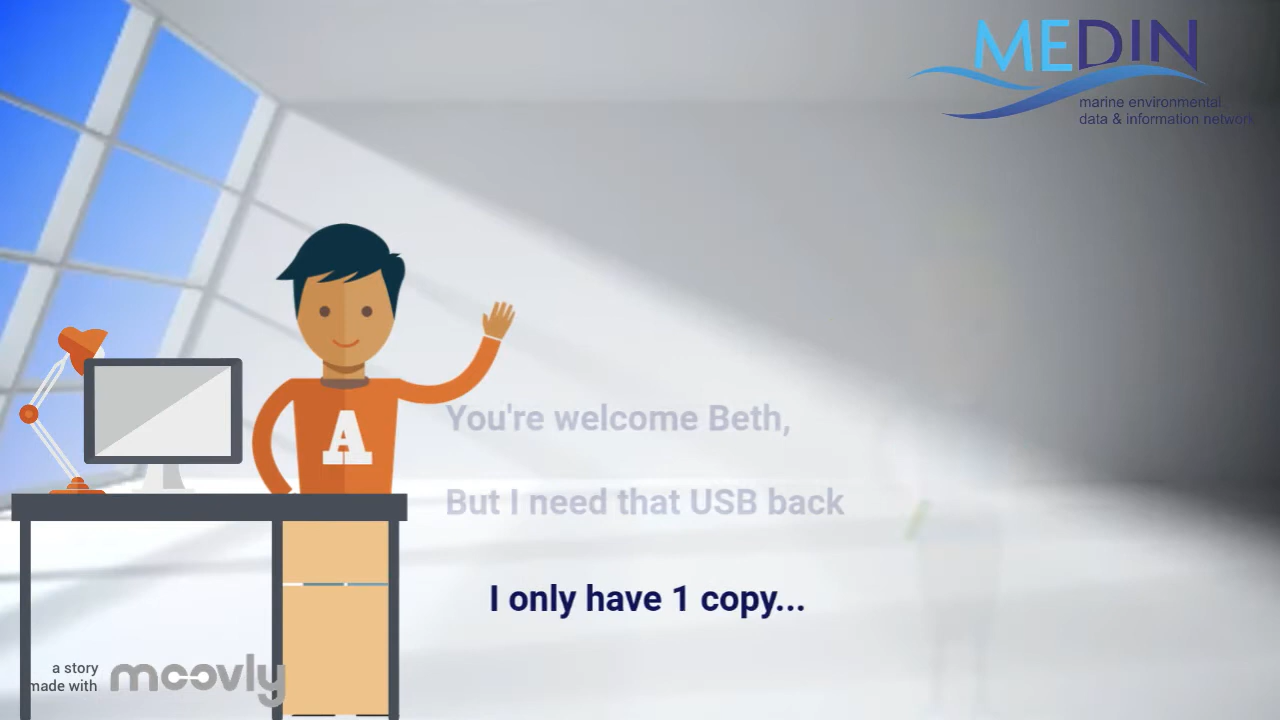 MEDIN
marine environmental
data & information network
You're welcome Beth,
But I need that USB back
A
I only have 1 copy...
a story
made with
moovly